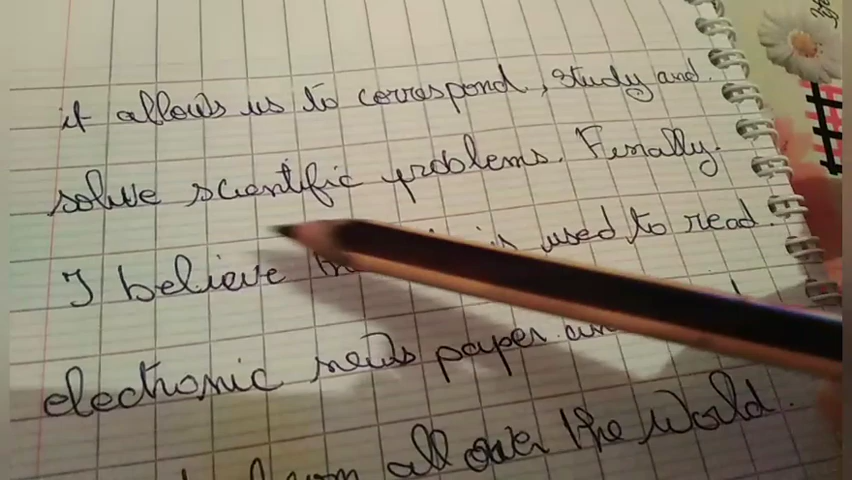 it allows us to correspond, study and
solve scientific problems. Finally.
I believe is used to read
electronic news paper
from all over the world.